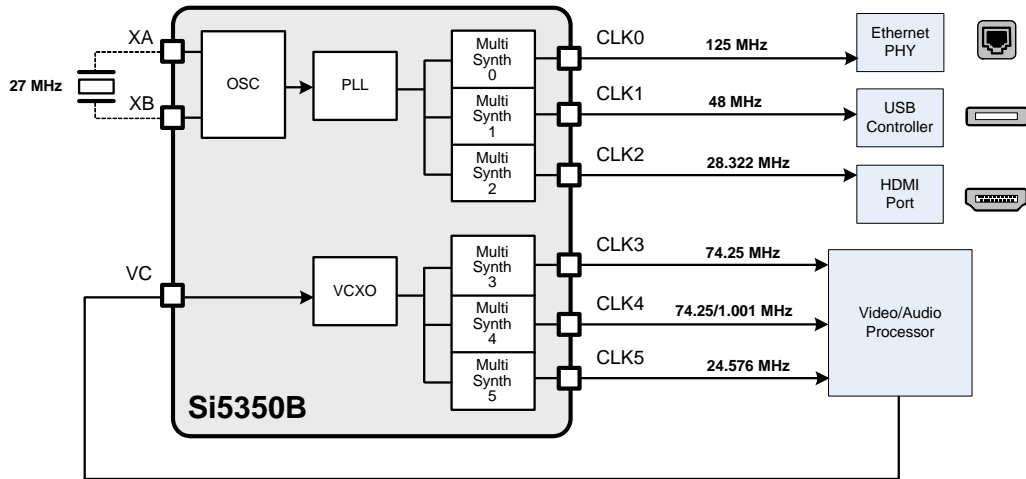 XA
27 MHz
XB
OSC
PLL
Multi
Synth
0
Multi
Synth
1
Multi
Synth
2
CLK0
125 MHz
Ethernet
PHY
CLK1
48 MHz
USB
Controller
CLK2
28.322 MHz
HDMI
Port
VC
VCXO
Multi
Synth
3
Multi
Synth
4
Multi
Synth
5
CLK3
74.25 MHz
CLK4
74.25/1.001 MHz
CLK5
24.576 MHz
Video/Audio
Processor
Si5350B